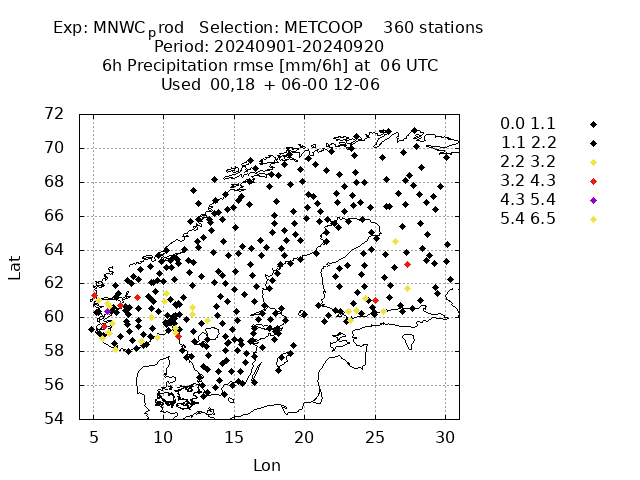 Exp: MNWC_prod   Selection: METCOOP    360 stations
Period: 20240901-20240920
6h Precipitation rmse [mm/6h] at  06 UTC
Used  00,18  + 06-00 12-06
72
70
68
66
64
62
60
58
56
54
Lat
5 10 15 20 25 30
Lon
0.0 1.1
1.1 2.2
2.2 3.2
3.2 4.3
4.3 5.4
5.4 6.5